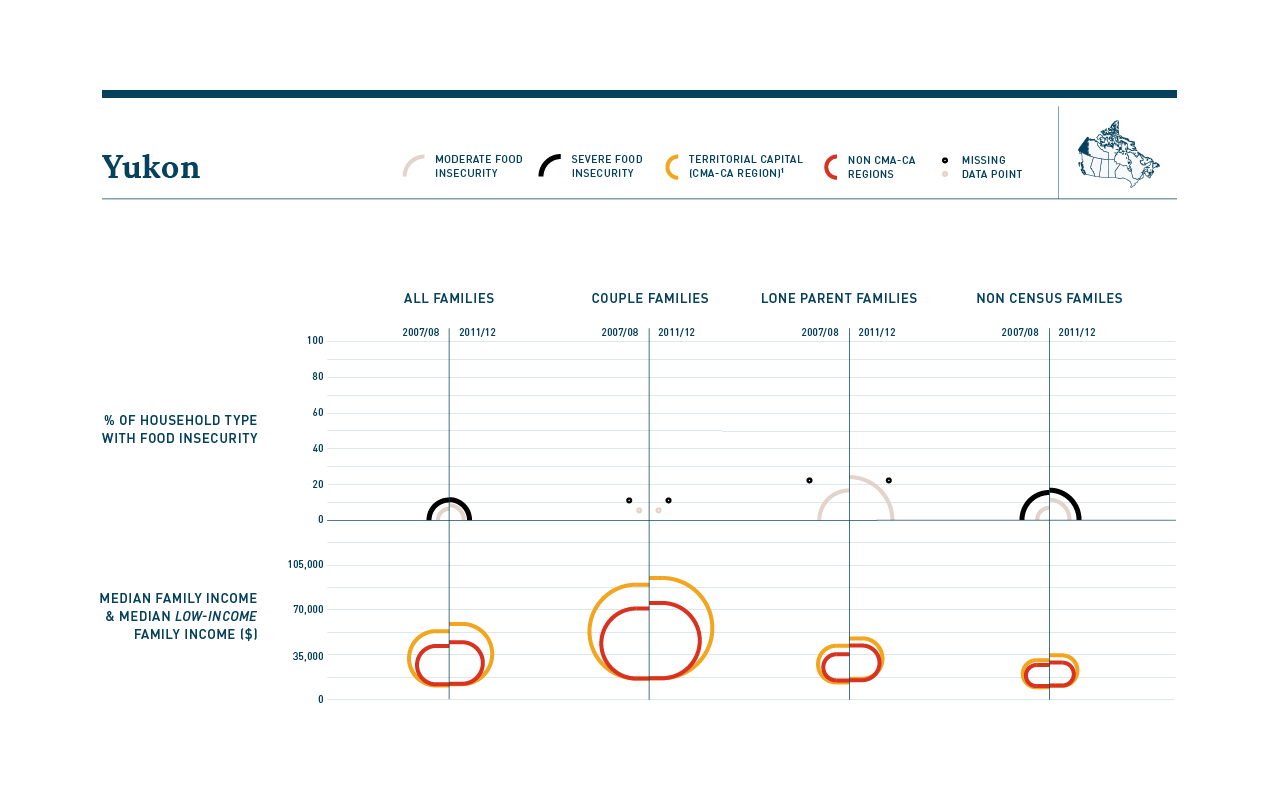 Yukon
MODERATE FOOD
INSECURITY
SEVERE FOOD
INSECURITY
TERRITORIAL CAPITAL
(CMA-CA REGION)¹
NON CMA-CA
REGIONS
MISSING
DATA POINT
ALL FAMILIES
COUPLE FAMILIES
LONE PARENT FAMILIES
NON CENSUS FAMILES
2007/08 2011/12
2007/08 2011/12
2007/08 2011/12
2007/08 2011/12
% OF HOUSEHOLD TYPE
WITH FOOD INSECURITY
100
80
60
40
20
0
MEDIAN FAMILY INCOME
& MEDIAN LOW-INCOME
FAMILY INCOME ($)
105,000
70,000
35,000
0